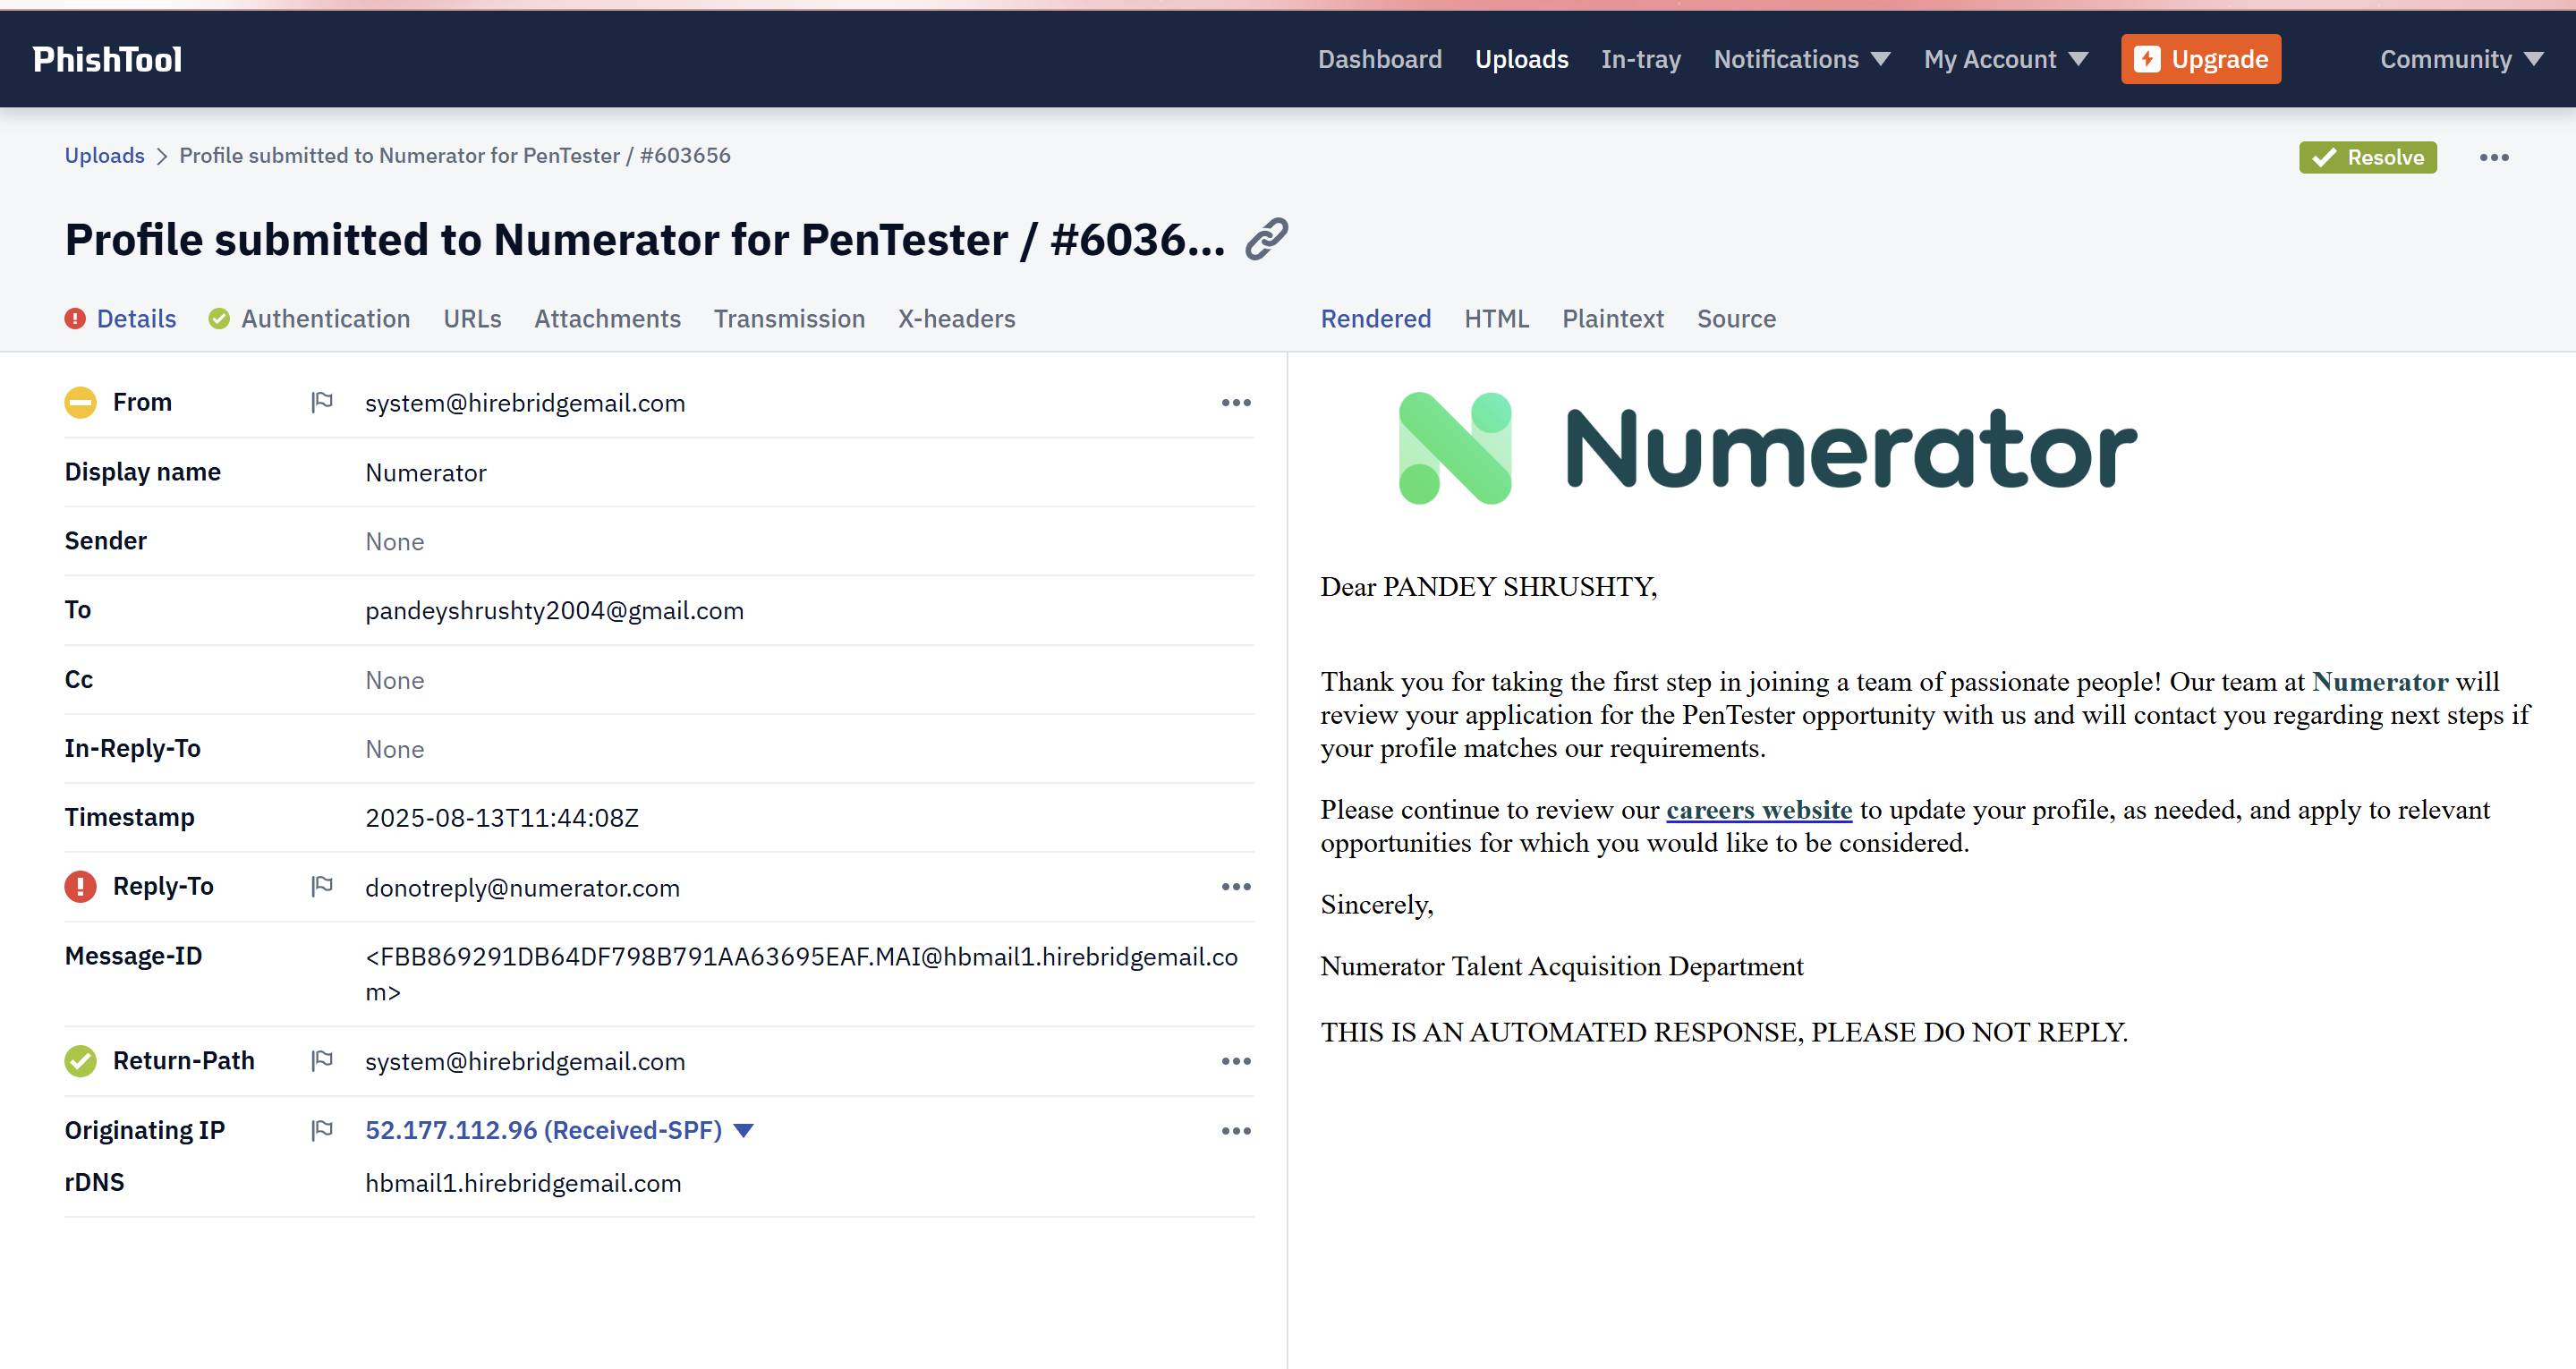 PhishTool
Dashboard Uploads In-tray Notifications My Account Upgrade Community
Uploads > Profile submitted to Numerator for PenTester / #603656
Resolve
Profile submitted to Numerator for PenTester / #6036...
Details Authentication URLs Attachments Transmission X-headers
Rendered HTML Plaintext Source
From system@hirebridgemail.com
Display name Numerator
Sender None
To pandeyshrushty2004@gmail.com
Cc None
In-Reply-To None
Timestamp 2025-08-13T11:44:08Z
Reply-To donotreply@numerator.com
Message-ID <FBB869291DB64DF798B791AA63695EAF.MAI@hbmail1.hirebridgemail.co
m>
Return-Path system@hirebridgemail.com
Originating IP 52.177.112.96 (Received-SPF)
rDNS hbmail1.hirebridgemail.com
Numerator
Dear PANDEY SHRUSHTY,
Thank you for taking the first step in joining a team of passionate people! Our team at Numerator will
review your application for the PenTester opportunity with us and will contact you regarding next steps if
your profile matches our requirements.
Please continue to review our careers website to update your profile, as needed, and apply to relevant
opportunities for which you would like to be considered.
Sincerely,
Numerator Talent Acquisition Department
THIS IS AN AUTOMATED RESPONSE, PLEASE DO NOT REPLY.